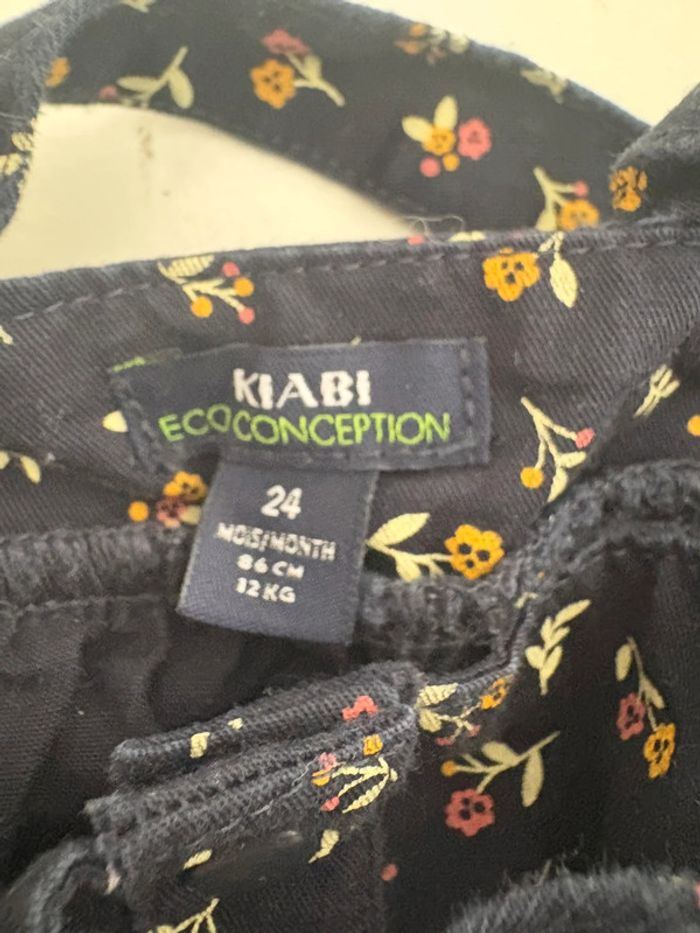 KIABI
ECOCONCEPTION
24
MOIS/MONTH
86 CM
12 KG